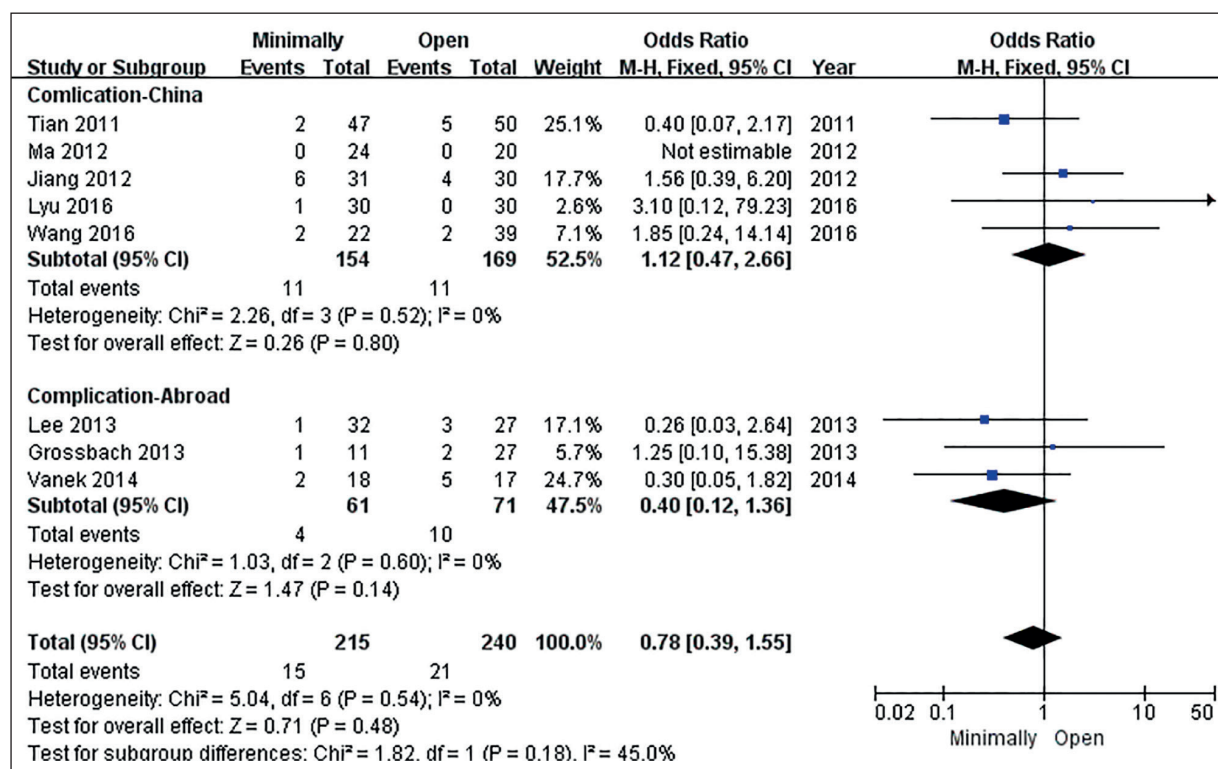 Minimally Open Odds Ratio Odds Ratio
Study or Subgroup Events Total Events Total Weight M-H, Fixed, 95% CI Year M-H, Fixed, 95% CI
Comlication-China
Tian 2011 2 47 5 50 25.1% 0.40 [0.07, 2.17] 2011
Ma 2012 0 24 0 20 Not estimable 2012
Jiang 2012 6 31 4 30 17.7% 1.56 [0.39, 6.20] 2012
Lyu 2016 1 30 0 30 2.6% 3.10 [0.12, 79.23] 2016
Wang 2016 2 22 2 39 7.1% 1.85 [0.24, 14.14] 2016
Subtotal (95% CI) 154 169 52.5% 1.12 [0.47, 2.66]
Total events 11 11
Heterogeneity: Chi² = 2.26, df = 3 (P = 0.52); I² = 0%
Test for overall effect: Z = 0.26 (P = 0.80)
Complication-Abroad
Lee 2013 1 32 3 27 17.1% 0.26 [0.03, 2.64] 2013
Grossbach 2013 1 11 2 27 5.7% 1.25 [0.10, 15.38] 2013
Vanek 2014 2 18 5 17 24.7% 0.30 [0.05, 1.82] 2014
Subtotal (95% CI) 61 71 47.5% 0.40 [0.12, 1.36]
Total events 4 10
Heterogeneity: Chi² = 1.03, df = 2 (P = 0.60); I² = 0%
Test for overall effect: Z = 1.47 (P = 0.14)
Total (95% CI) 215 240 100.0% 0.78 [0.39, 1.55]
Total events 15 21
Heterogeneity: Chi² = 5.04, df = 6 (P = 0.54); I² = 0%
Test for overall effect: Z = 0.71 (P = 0.48)
Test for subgroup differences: Chi² = 1.82, df = 1 (P = 0.18), I² = 45.0%
0.02 0.1 1 10 50
Minimally Open